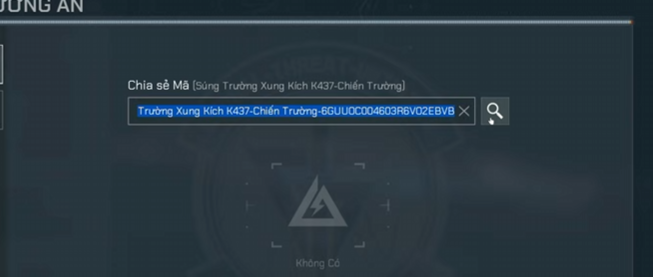 ƯƠNG ÁN
Chia sẻ Mã (Súng Trường Xung Kích K437-Chiến Trường)
Trường Xung Kích K437-Chiến Trường-6GUU0C004603R6V02EBVB
Không Có